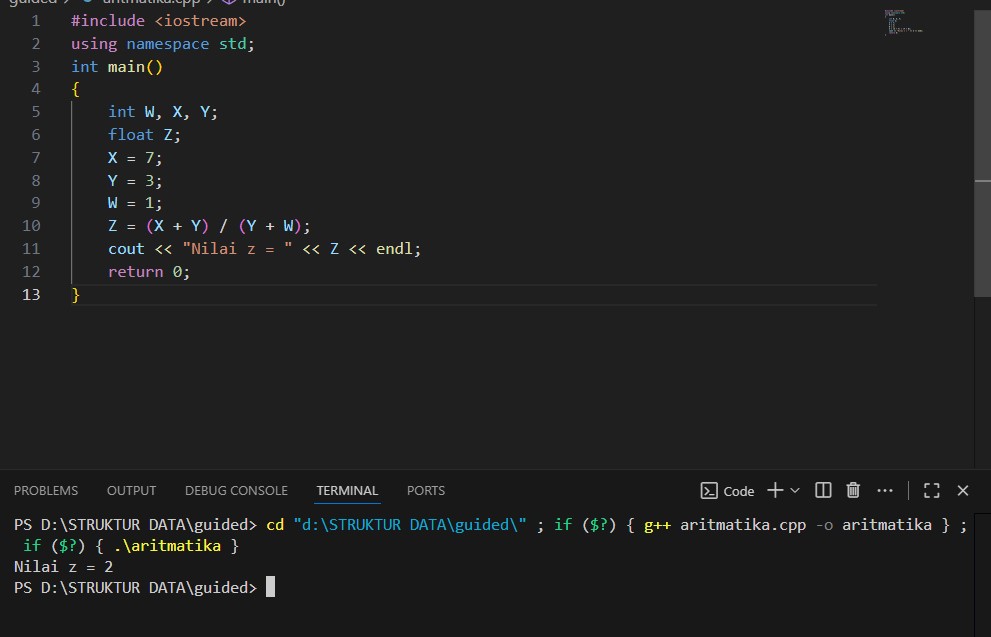 guided > aritmatika.cpp > main()
1 #include <iostream>
2 using namespace std;
3 int main()
4 {
5 int W, X, Y;
6 float Z;
7 X = 7;
8 Y = 3;
9 W = 1;
10 Z = (X + Y) / (Y + W);
11 cout << "Nilai z = " << Z << endl;
12 return 0;
13 }
PROBLEMS OUTPUT DEBUG CONSOLE TERMINAL PORTS Code
PS D:\STRUKTUR DATA\guided> cd "d:\STRUKTUR DATA\guided\" ; if ($?) { g++ aritmatika.cpp -o aritmatika } ;
if ($?) { .\aritmatika }
Nilai z = 2
PS D:\STRUKTUR DATA\guided>